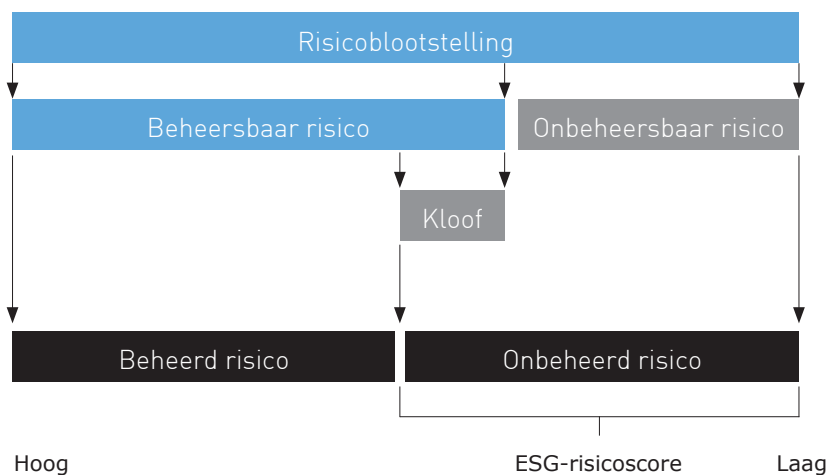 Risicoblootstelling
Beheersbaar risico
Onbeheersbaar risico
Kloof
Beheerd risico
Onbeheerd risico
Hoog
ESG-risicoscore
Laag